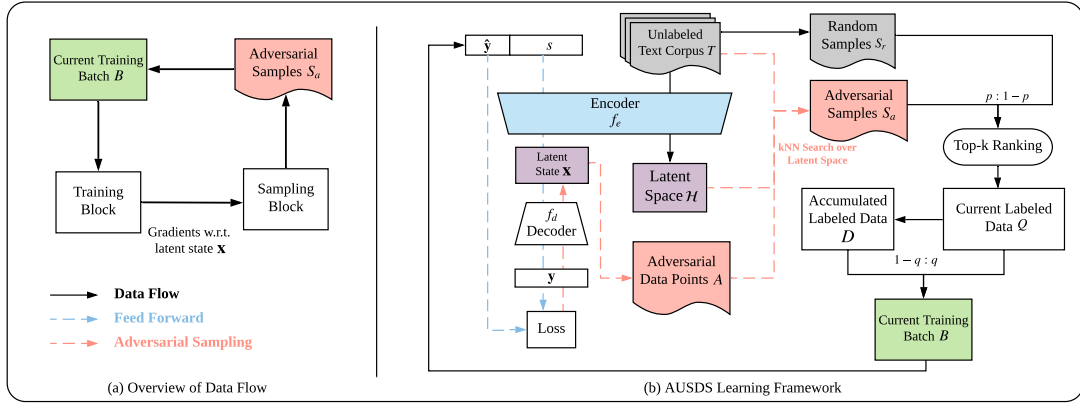 Current Training
Batch B
Adversarial
Samples Sₐ
Training
Block
Sampling
Block
Gradients w.r.t.
latent state x
Data Flow
Feed Forward
Adversarial Sampling
(a) Overview of Data Flow
ŷ
s
Unlabeled
Text Corpus T
Random
Samples Sᵣ
Encoder
fₑ
Adversarial
Samples Sₐ
p : 1 − p
kNN Search over
Latent Space
Top-k Ranking
Latent
State x
Latent
Space ℋ
f_d
Decoder
Accumulated
Labeled Data
D
Current Labeled
Data Q
Adversarial
Data Points A
y
1 − q : q
Loss
Current Training
Batch B
(b) AUSDS Learning Framework